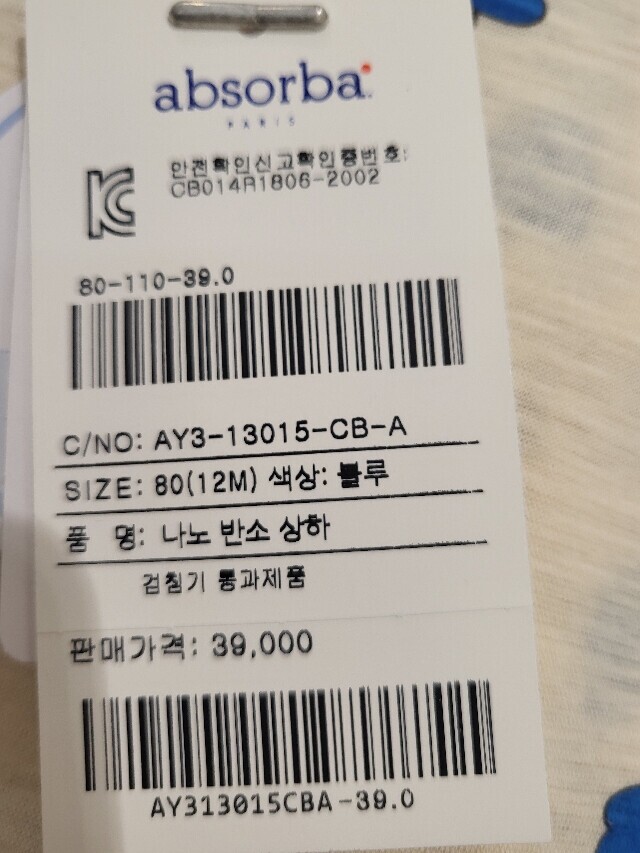 absorba
PARIS
안전확인신고확인증번호:
CB014R1806-2002
80-110-39.0
C/NO: AY3-13015-CB-A
SIZE: 80(12M) 색상: 블루
품 명: 나노 반소 상하
검침기 통과제품
판매가격: 39,000
AY313015CBA-39.0